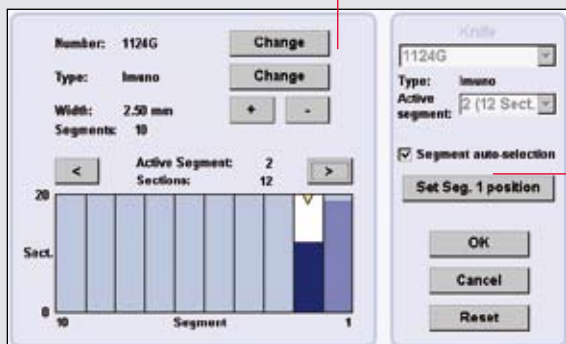 Number: 1124G Change
Type: Imuno Change
Width: 2.50 mm + -
Segments: 10
< Active Segment: 2 >
Sections: 12
20
Sect.
0
10 Segment 1
Knife
1124G
Type: Imuno
Active segment: 2 (12 Sect.
Segment auto-selection
Set Seg. 1 position
OK
Cancel
Reset